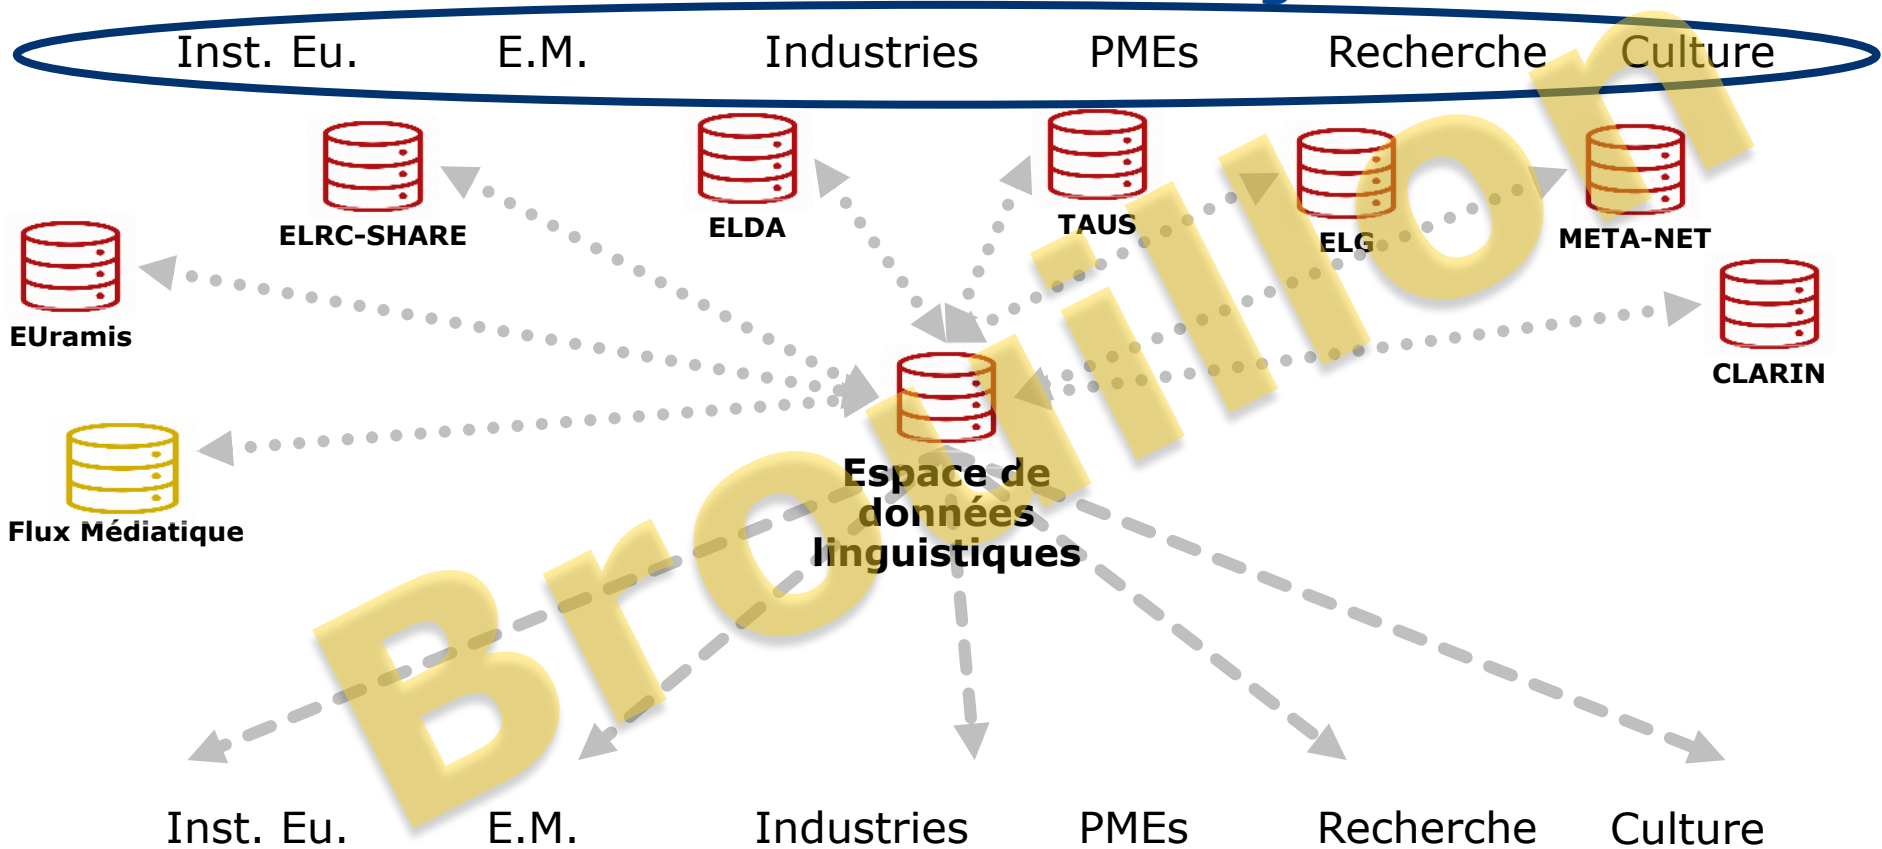 Inst. Eu. E.M. Industries PMEs Recherche Culture
ELRC-SHARE
ELDA
TAUS
ELG
META-NET
EUramis
CLARIN
Flux Médiatique
Espace de
données
linguistiques
Brouillon
Inst. Eu. E.M. Industries PMEs Recherche Culture